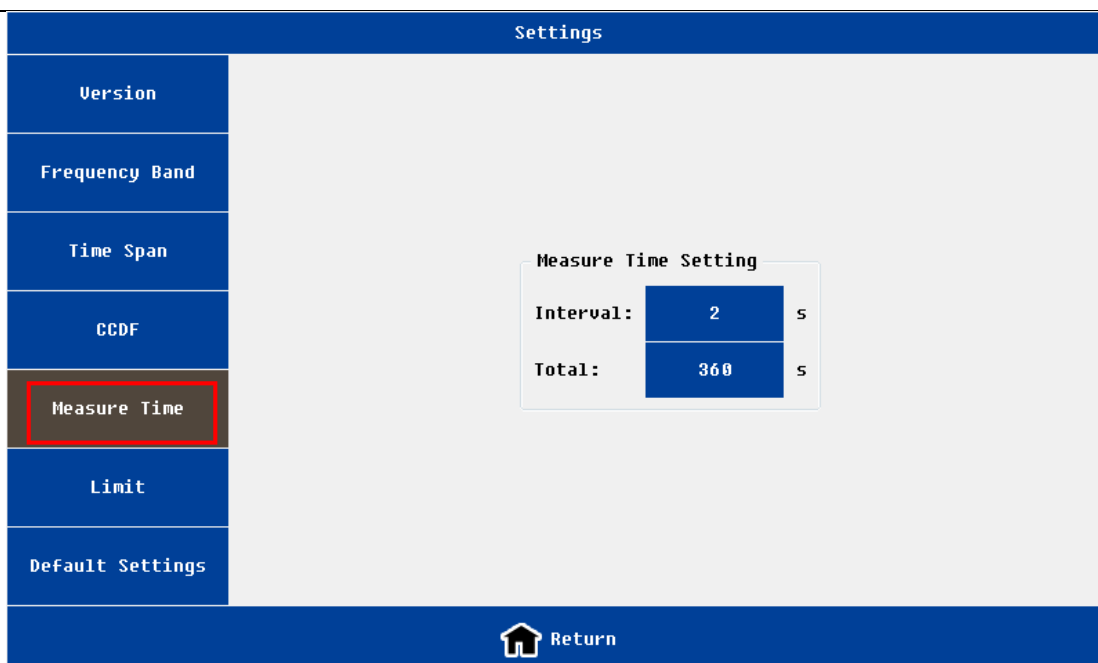 Settings
Version
Frequency Band
Time Span
CCDF
Measure Time
Limit
Default Settings
Measure Time Setting
Interval: 2 s
Total: 360 s
Return